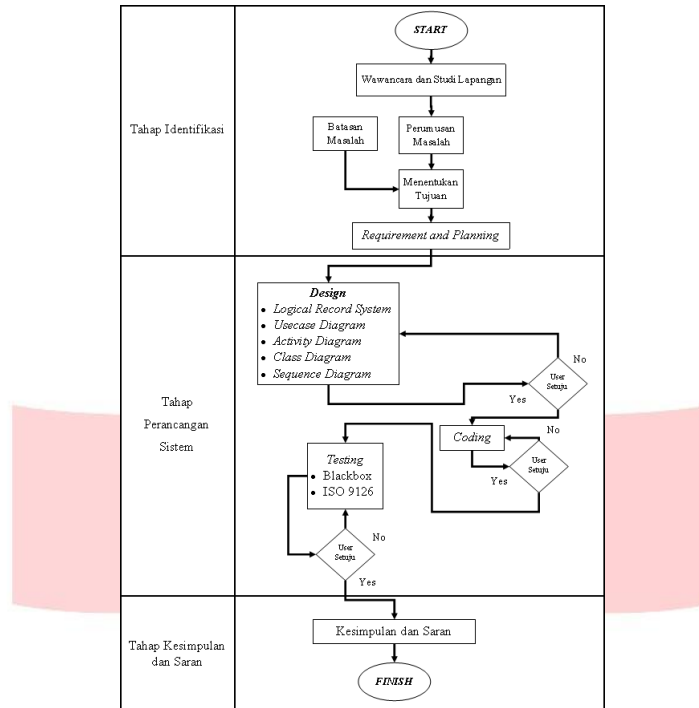 START
Wawancara dan Studi Lapangan
Tahap Identifikasi
Batasan
Masalah
Perumusan
Masalah
Menentukan
Tujuan
Requirement and Planning
Design
• Logical Record System
• Usecase Diagram
• Activity Diagram
• Class Diagram
• Sequence Diagram
No
User
Setuju
Yes
Tahap
Perancangan
Sistem
Coding
No
User
Setuju
Yes
Testing
• Blackbox
• ISO 9126
No
User
Setuju
Yes
Tahap Kesimpulan
dan Saran
Kesimpulan dan Saran
FINISH